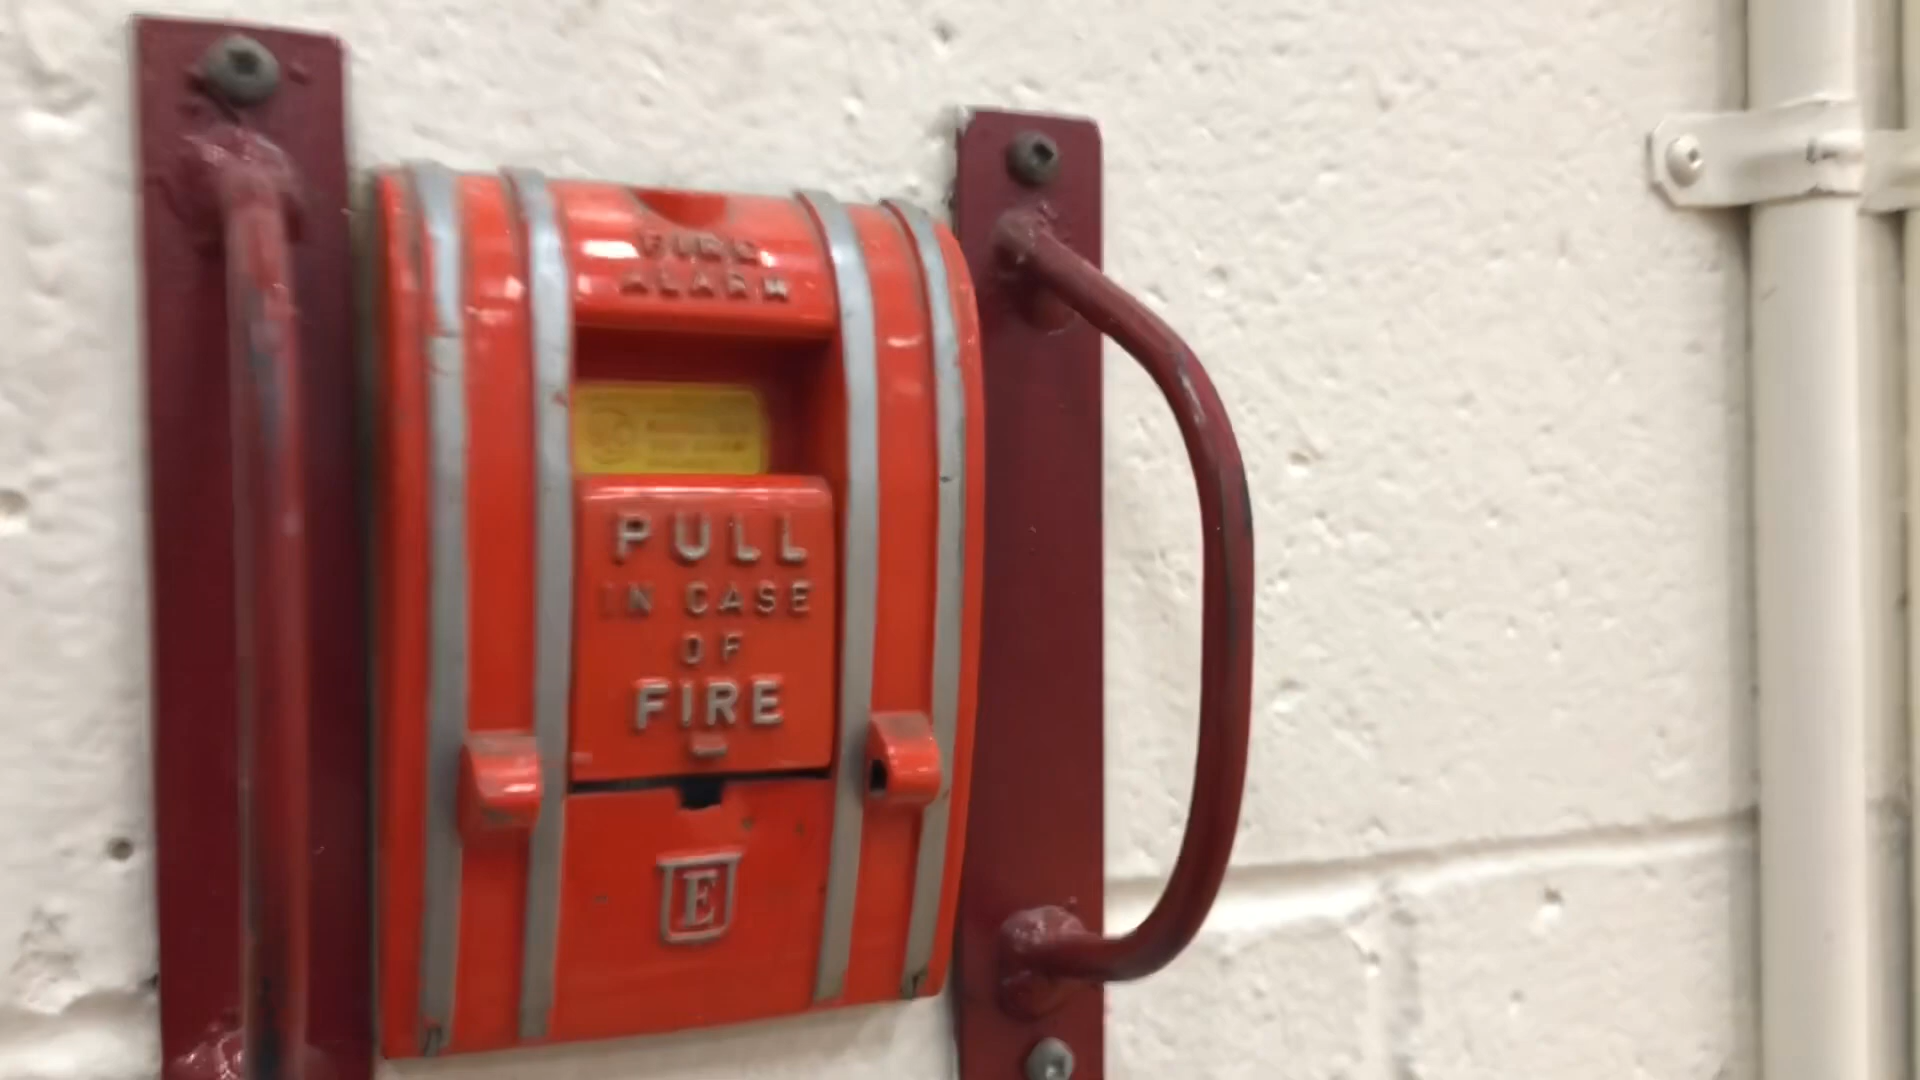 FIRE
ALARM
PULL
IN CASE
OF
FIRE
E